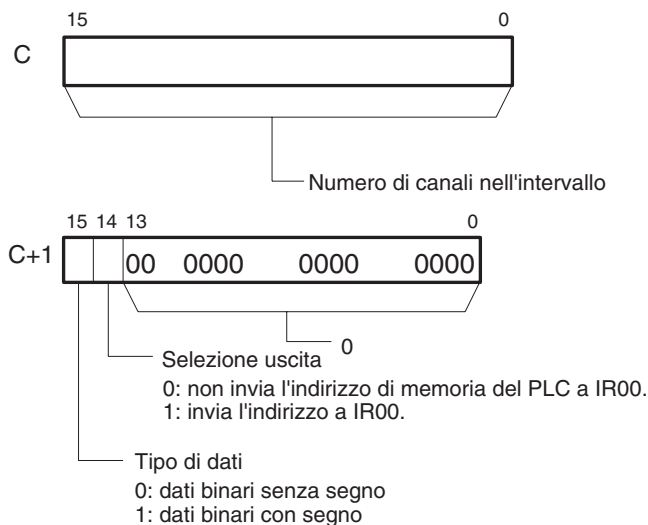 15 0
C
Numero di canali nell'intervallo
15 14 13 0
C+1 00 0000 0000 0000
0
Selezione uscita
0: non invia l'indirizzo di memoria del PLC a IR00.
1: invia l'indirizzo a IR00.
Tipo di dati
0: dati binari senza segno
1: dati binari con segno